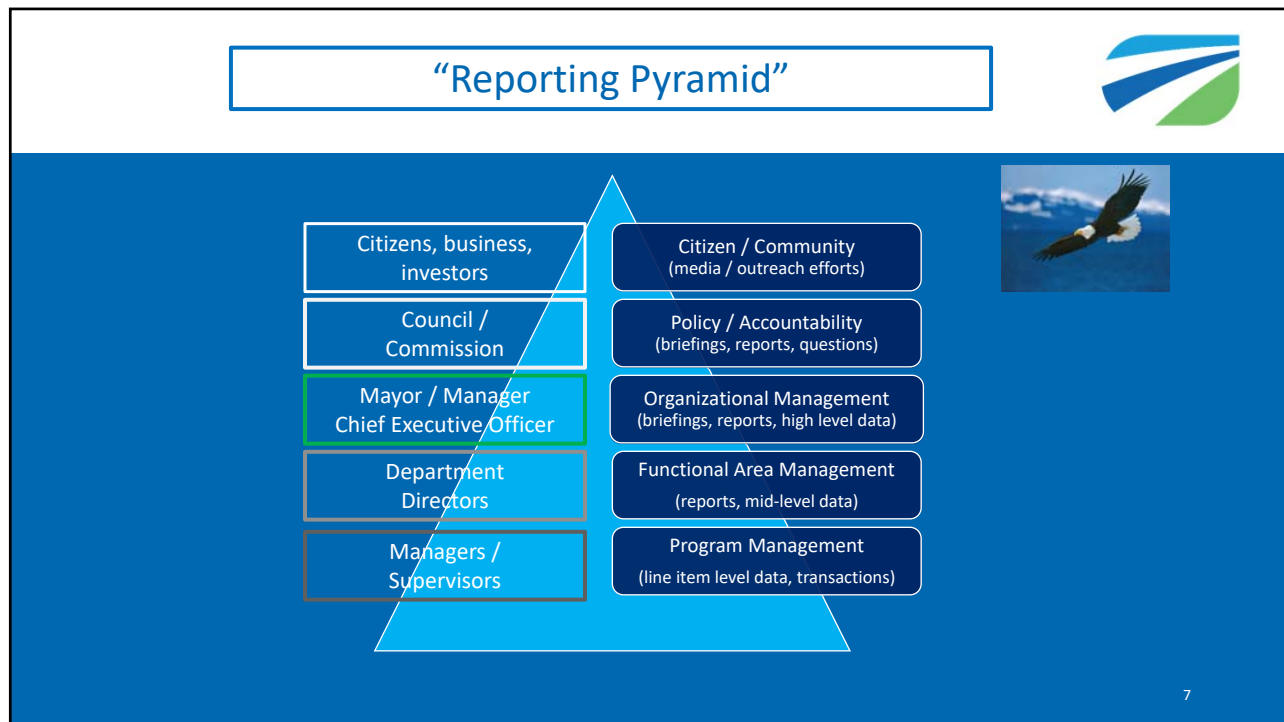 “Reporting Pyramid”
Citizens, business,
investors
Citizen / Community
(media / outreach efforts)
Council /
Commission
Policy / Accountability
(briefings, reports, questions)
Mayor / Manager
Chief Executive Officer
Organizational Management
(briefings, reports, high level data)
Department
Directors
Functional Area Management
(reports, mid-level data)
Managers /
Supervisors
Program Management
(line item level data, transactions)
7